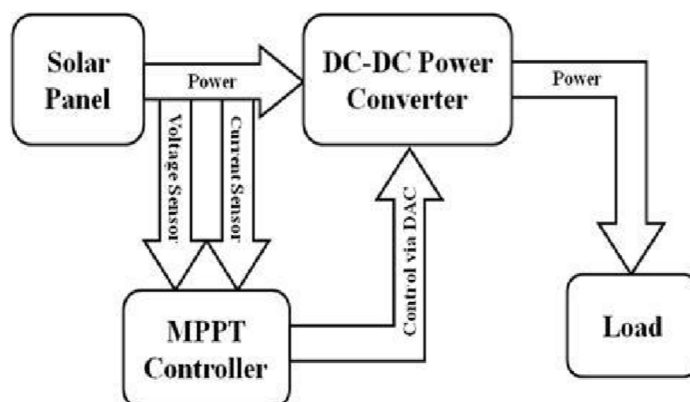 Solar
Panel
Power
DC-DC Power
Converter
Power
Voltage Sensor
Current Sensor
Control via DAC
MPPT
Controller
Load